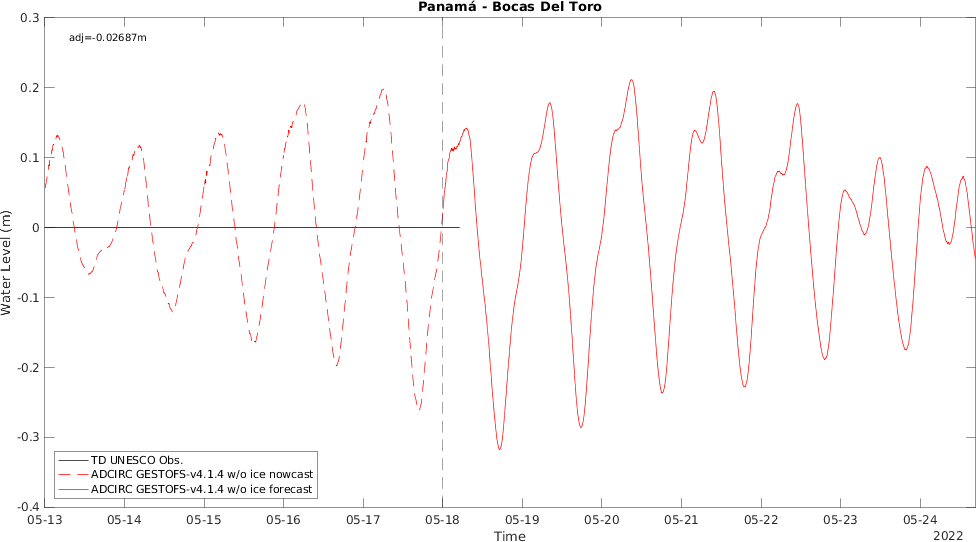 Panamá - Bocas Del Toro
adj=-0.02687m
0.3
0.2
0.1
0
-0.1
-0.2
-0.3
-0.4
Water Level (m)
TD UNESCO Obs.
ADCIRC GESTOFS-v4.1.4 w/o ice nowcast
ADCIRC GESTOFS-v4.1.4 w/o ice forecast
05-13 05-14 05-15 05-16 05-17 05-18 05-19 05-20 05-21 05-22 05-23 05-24
Time
2022